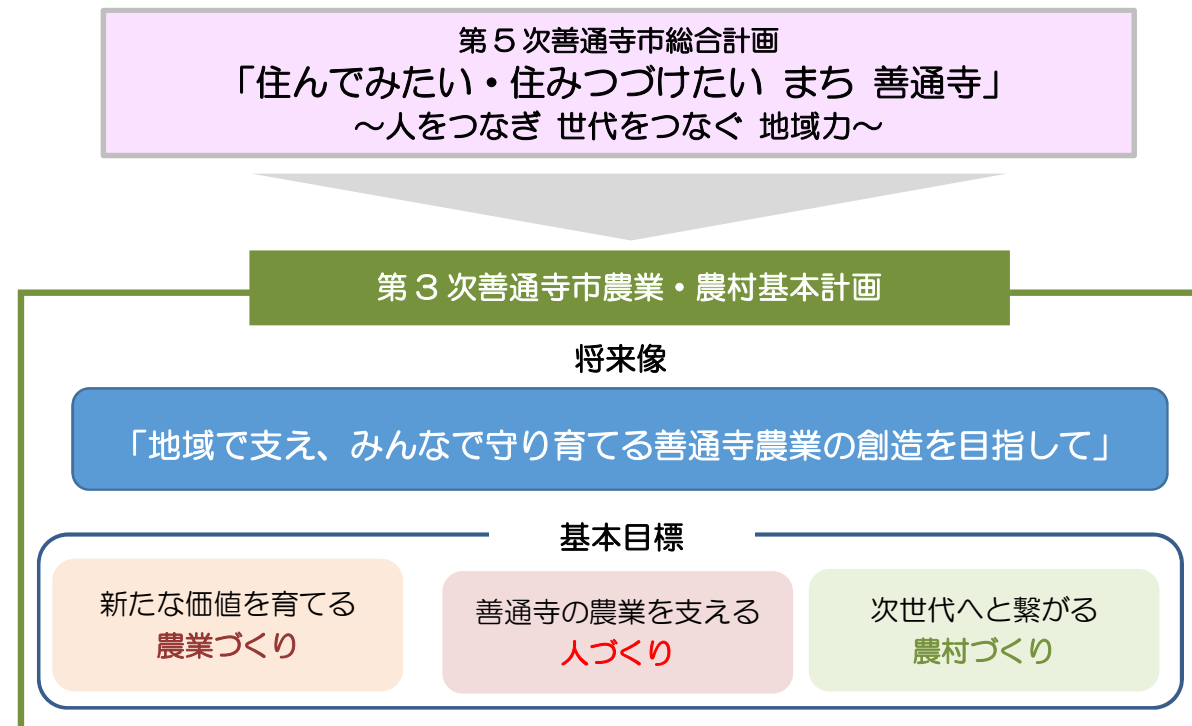 第５次善通寺市総合計画
「住んでみたい・住みつづけたい まち 善通寺」
～人をつなぎ 世代をつなぐ 地域力～
第３次善通寺市農業・農村基本計画
将来像
「地域で支え、みんなで守り育てる善通寺農業の創造を目指して」
基本目標
新たな価値を育てる
農業づくり
善通寺の農業を支える
人づくり
次世代へと繋がる
農村づくり